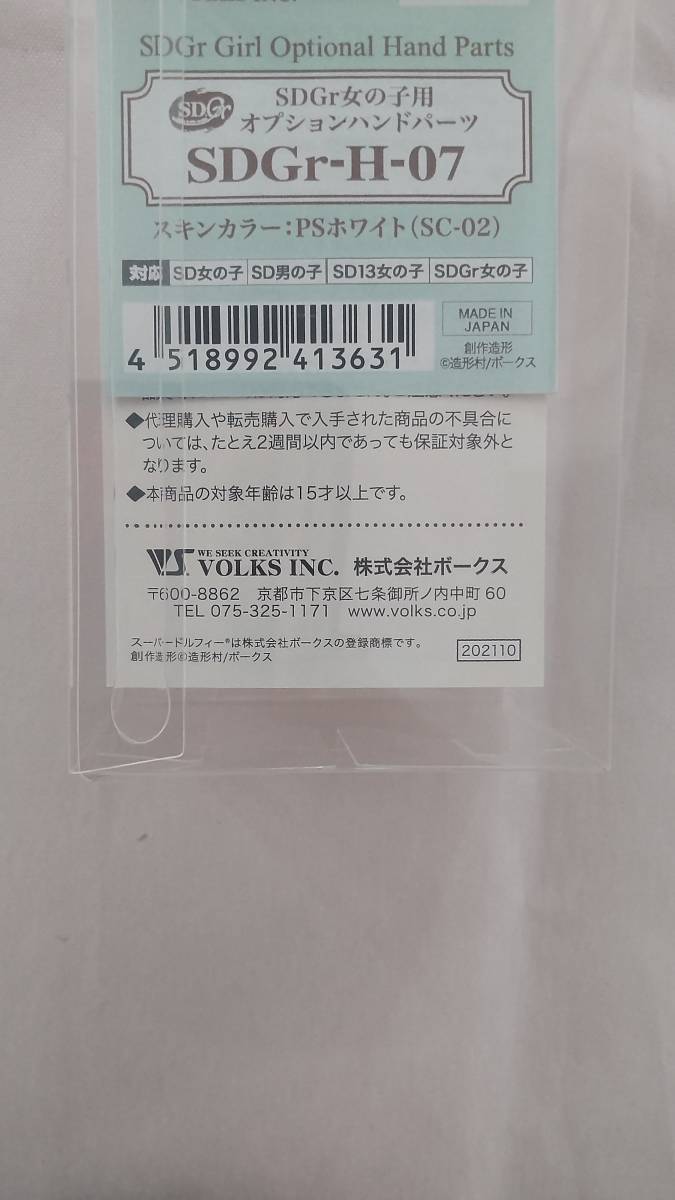 VOLKS INC.
SDGr Girl Optional Hand Parts
SDGr
SDGr女の子用
オプションハンドパーツ
SDGr-H-07
スキンカラー:PSホワイト(SC-02)
対応 SD女の子 SD男の子 SD13女の子 SDGr女の子
4 518992 413631
MADE IN
JAPAN
創作造形
©造形村/ボークス
◆代理購入や転売購入で入手された商品の不具合に
ついては、たとえ2週間以内であっても保証対象外と
なります。
◆本商品の対象年齢は15才以上です。
VS WE SEEK CREATIVITY
VOLKS INC. 株式会社ボークス
〒600-8862 京都市下京区七条御所ノ内中町60
TEL 075-325-1171 www.volks.co.jp
スーパードルフィー®は株式会社ボークスの登録商標です。
創作造形©造形村/ボークス
202110